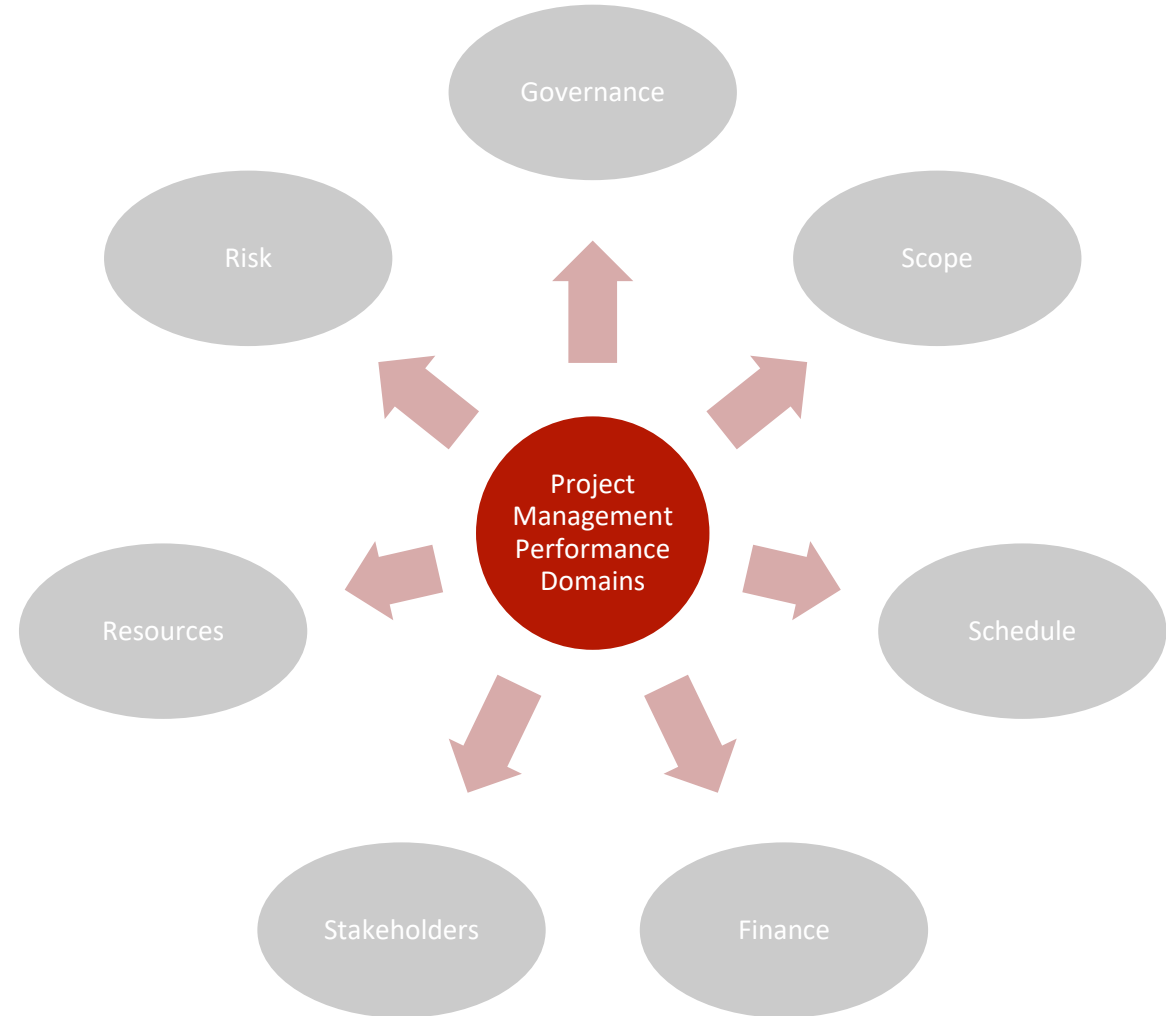 Governance
Risk
Scope
Project
Management
Performance
Domains
Resources
Schedule
Stakeholders
Finance